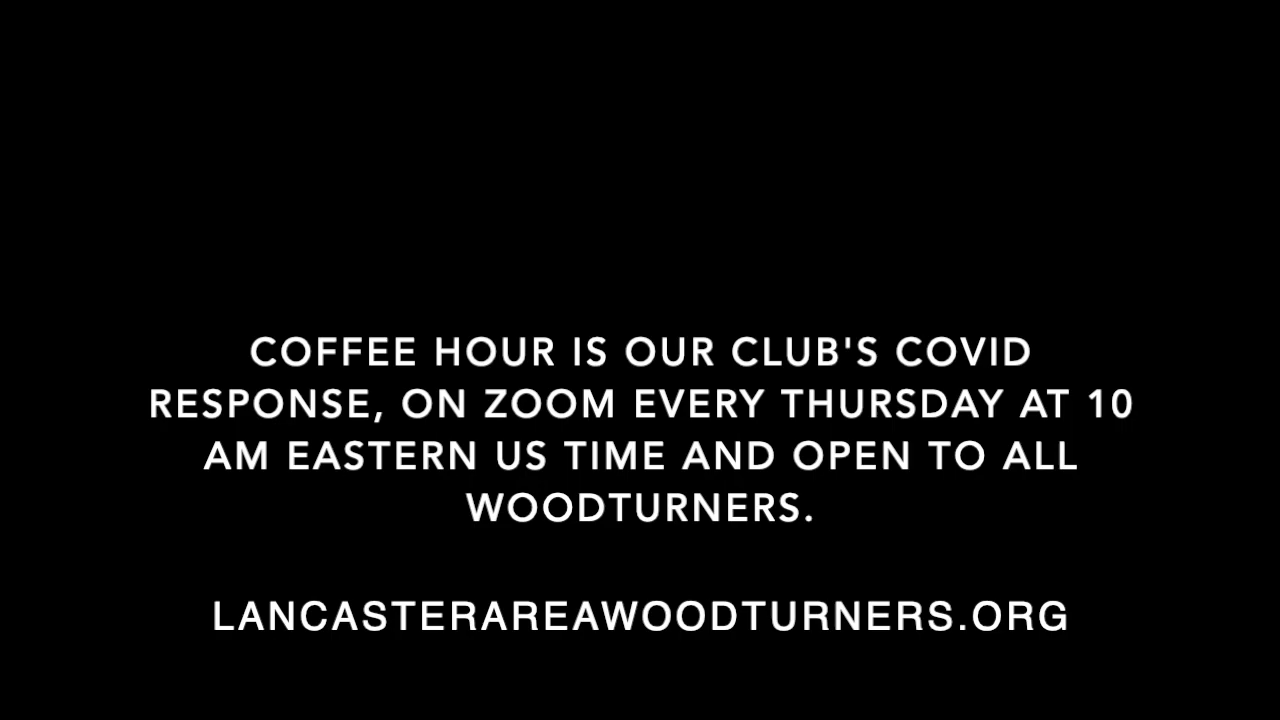 COFFEE HOUR IS OUR CLUB'S COVID
RESPONSE, ON ZOOM EVERY THURSDAY AT 10
AM EASTERN US TIME AND OPEN TO ALL
WOODTURNERS.
LANCASTERAREAWOODTURNERS.ORG